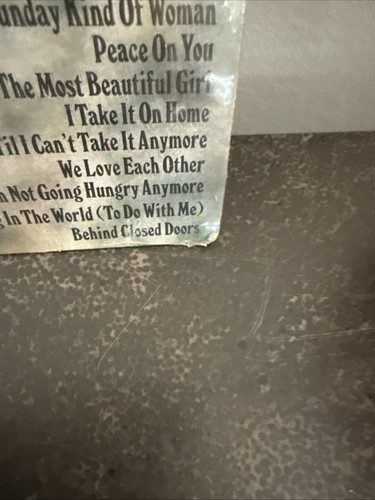 unday Kind Of Woman
Peace On You
The Most Beautiful Girl
I Take It On Home
Till I Can't Take It Anymore
We Love Each Other
n Not Going Hungry Anymore
g In The World (To Do With Me)
Behind Closed Doors